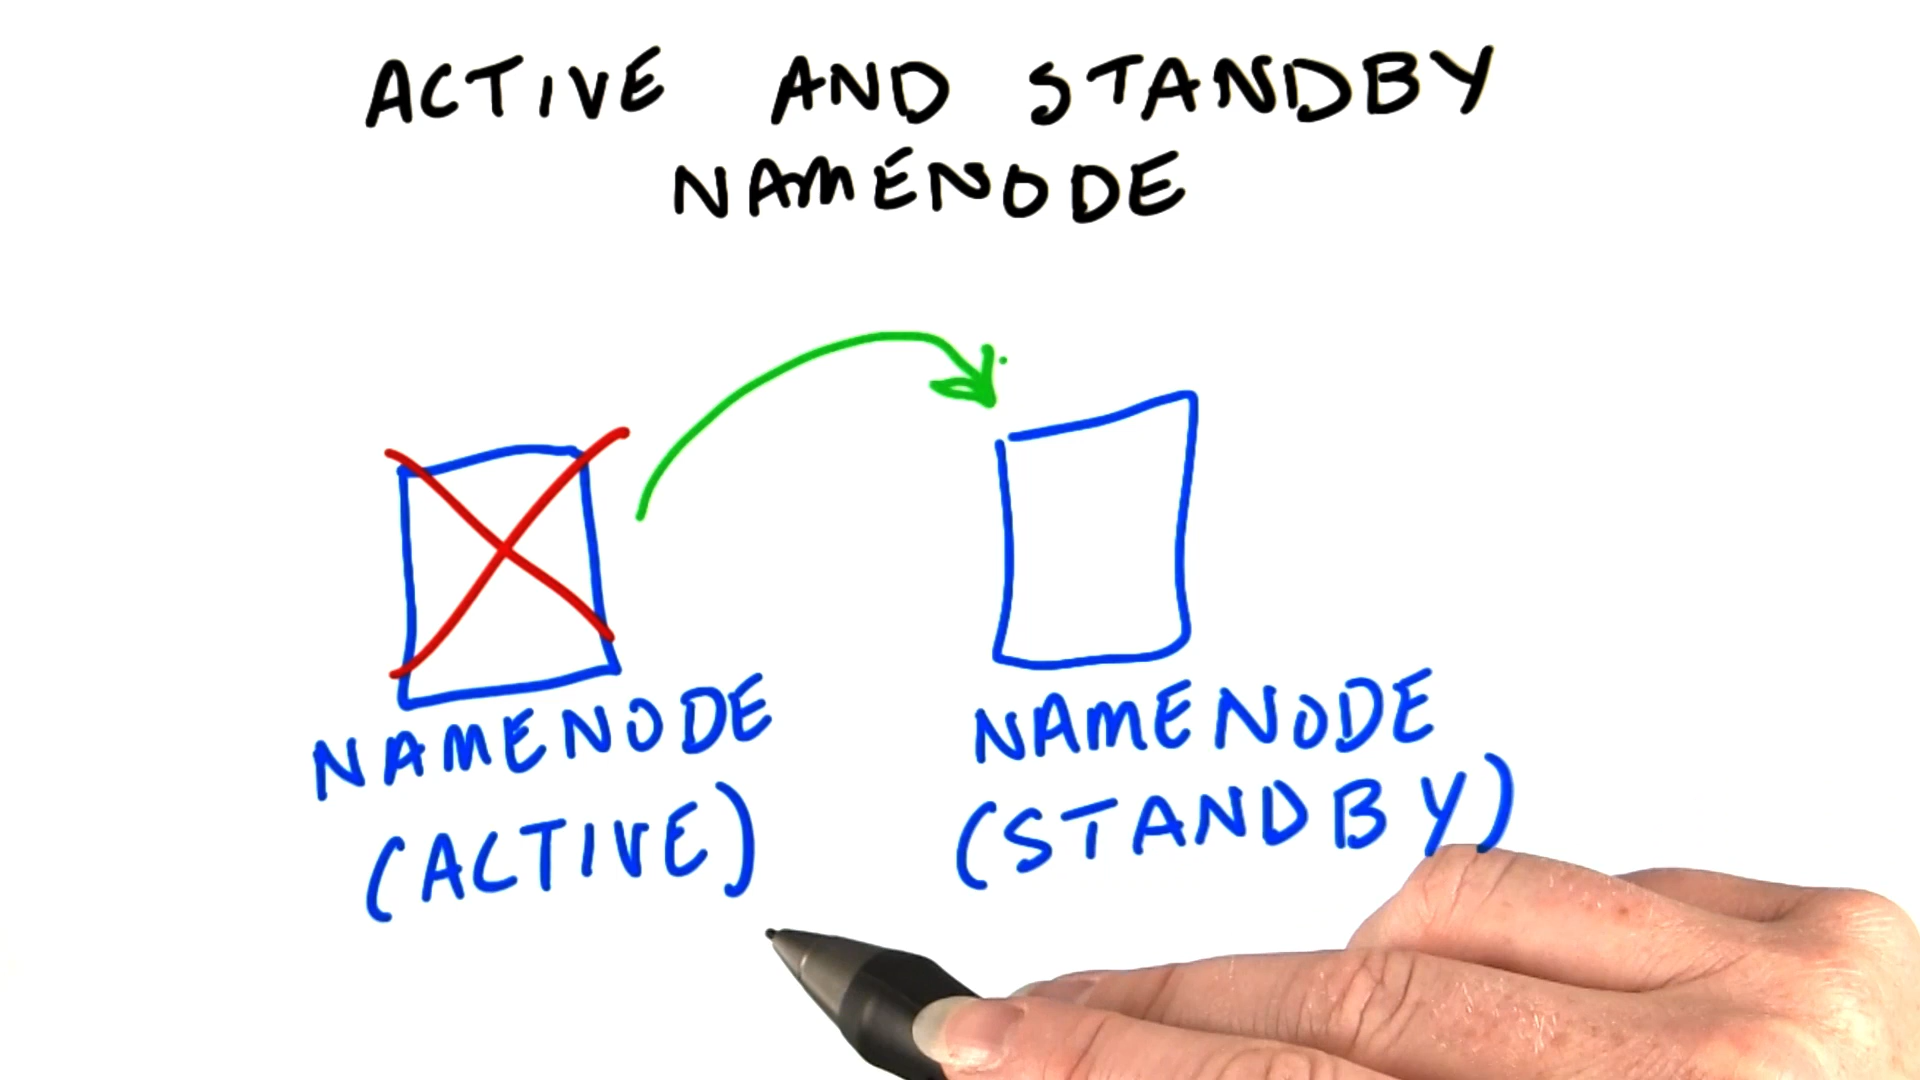 ACTIVE AND STANDBY
NAMENODE
NAMENODE
(ACTIVE)
NAMENODE
(STANDBY)